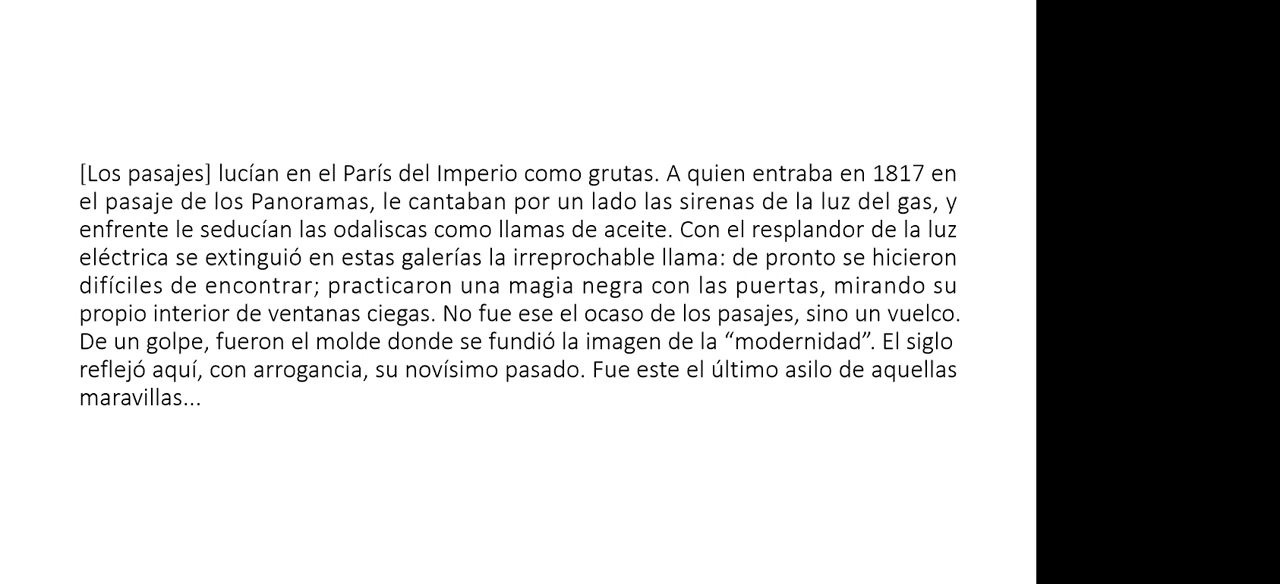 [Los pasajes] lucían en el París del Imperio como grutas. A quien entraba en 1817 en
el pasaje de los Panoramas, le cantaban por un lado las sirenas de la luz del gas, y
enfrente le seducían las odaliscas como llamas de aceite. Con el resplandor de la luz
eléctrica se extinguió en estas galerías la irreprochable llama: de pronto se hicieron
difíciles de encontrar; practicaron una magia negra con las puertas, mirando su
propio interior de ventanas ciegas. No fue ese el ocaso de los pasajes, sino un vuelco.
De un golpe, fueron el molde donde se fundió la imagen de la “modernidad”. El siglo
reflejó aquí, con arrogancia, su novísimo pasado. Fue este el último asilo de aquellas
maravillas...